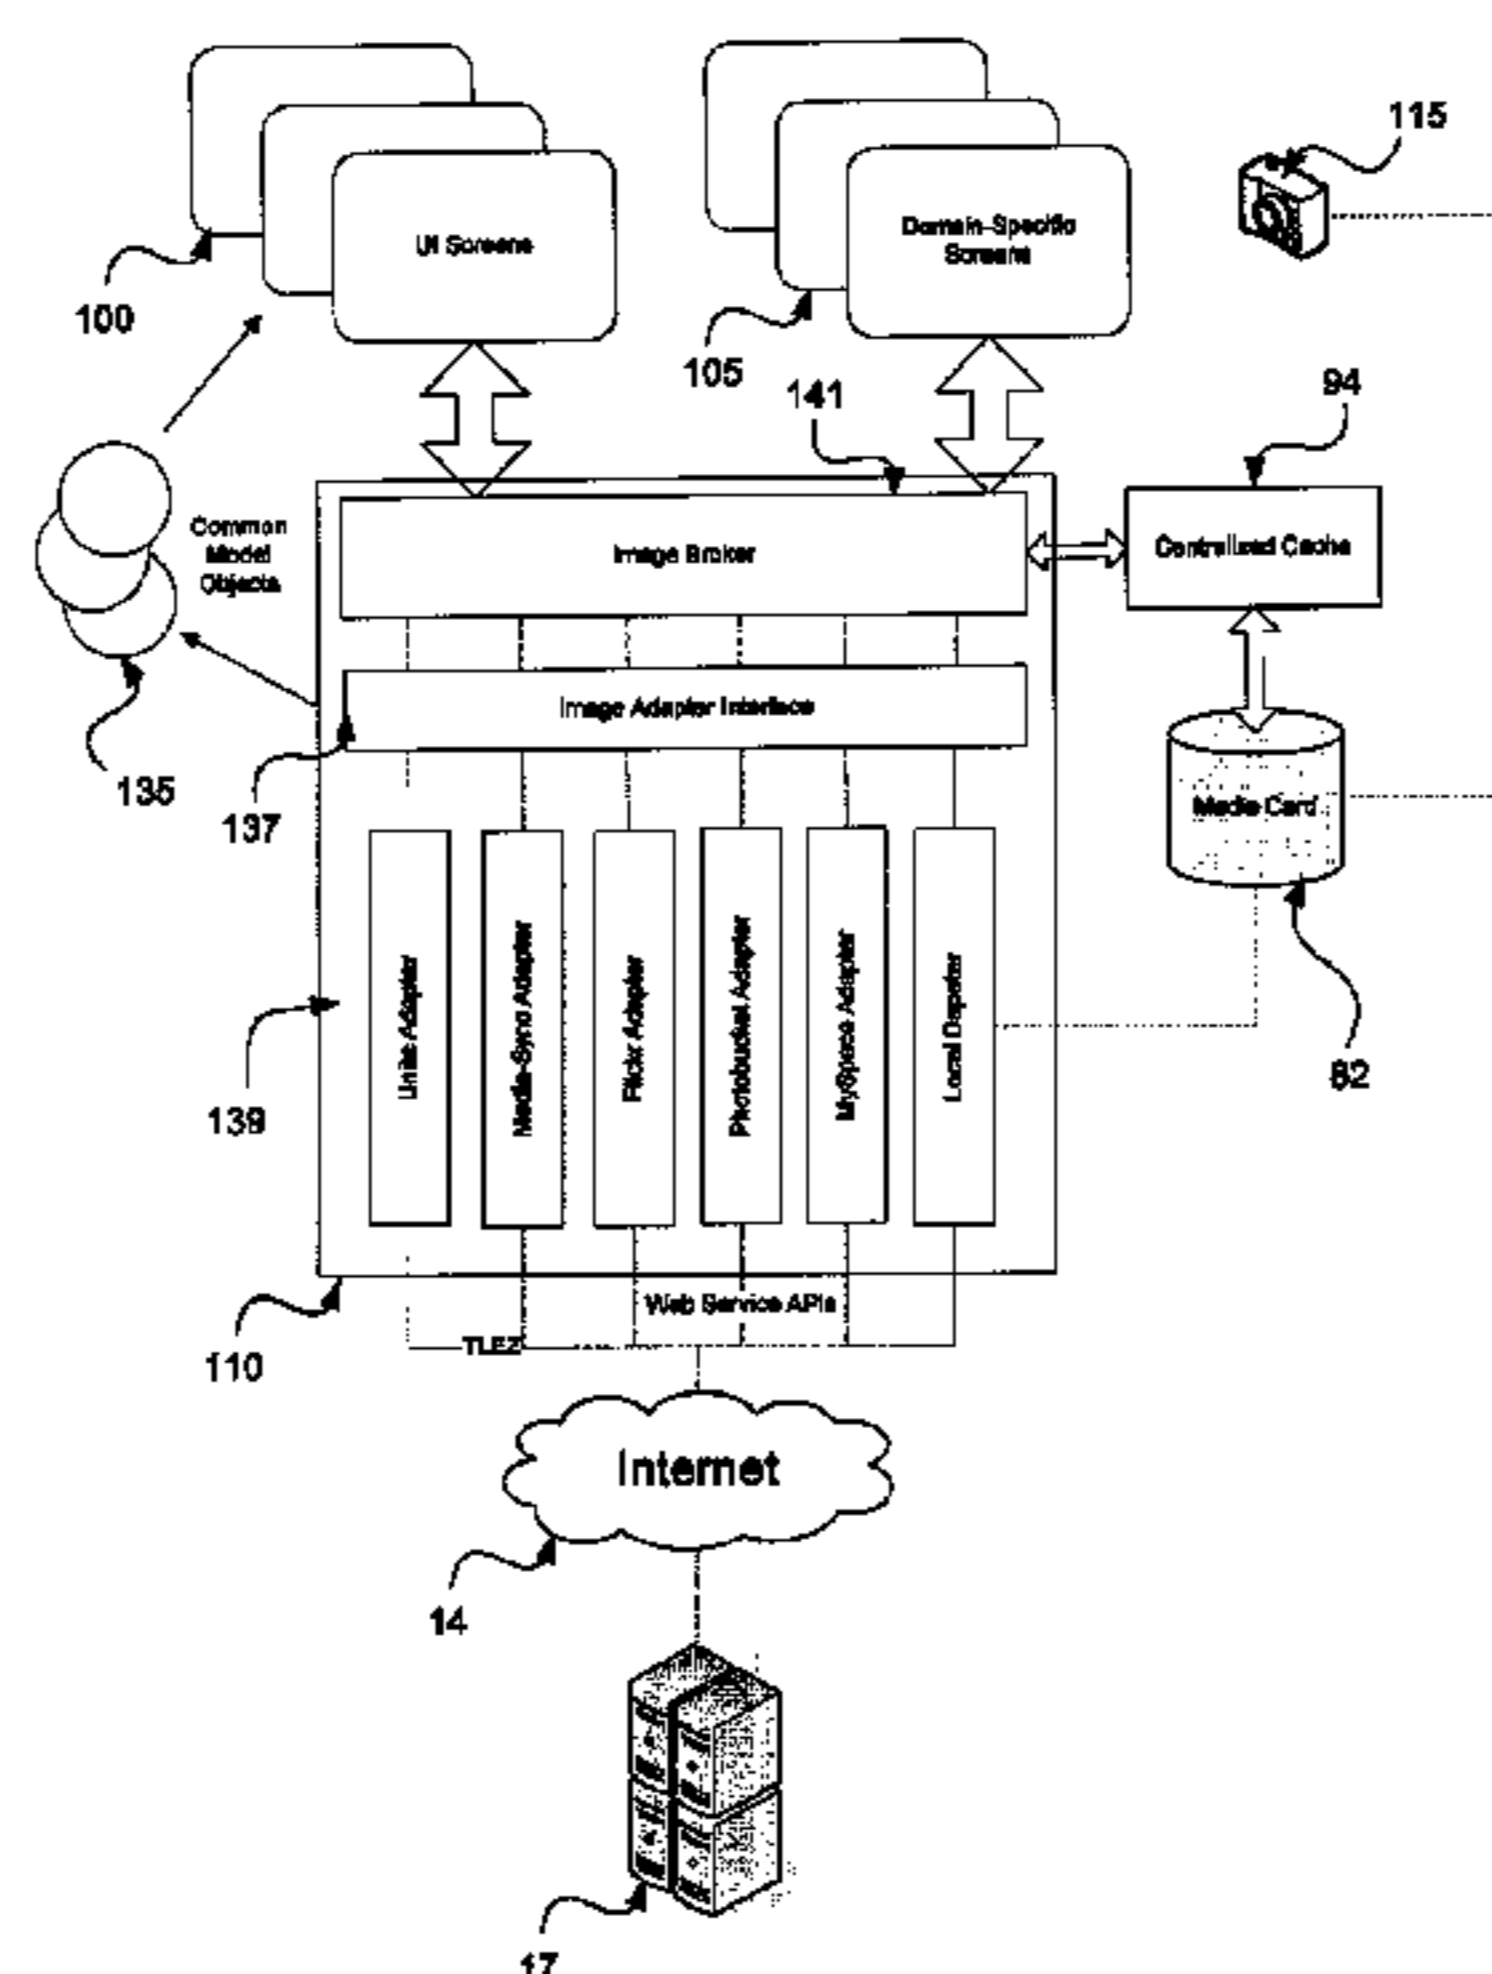 115
UI Screens
Domain-Specific
Screens
100
105
141
94
Common
Model
Objects
Image Broker
Centralized Cache
Image Adapter Interface
135
137
Media Card
Media-Sync Adapter
Flickr Adapter
Photobucket Adapter
MySpace Adapter
Local Dapater
139
82
Web Service APIs
110
Internet
14
17